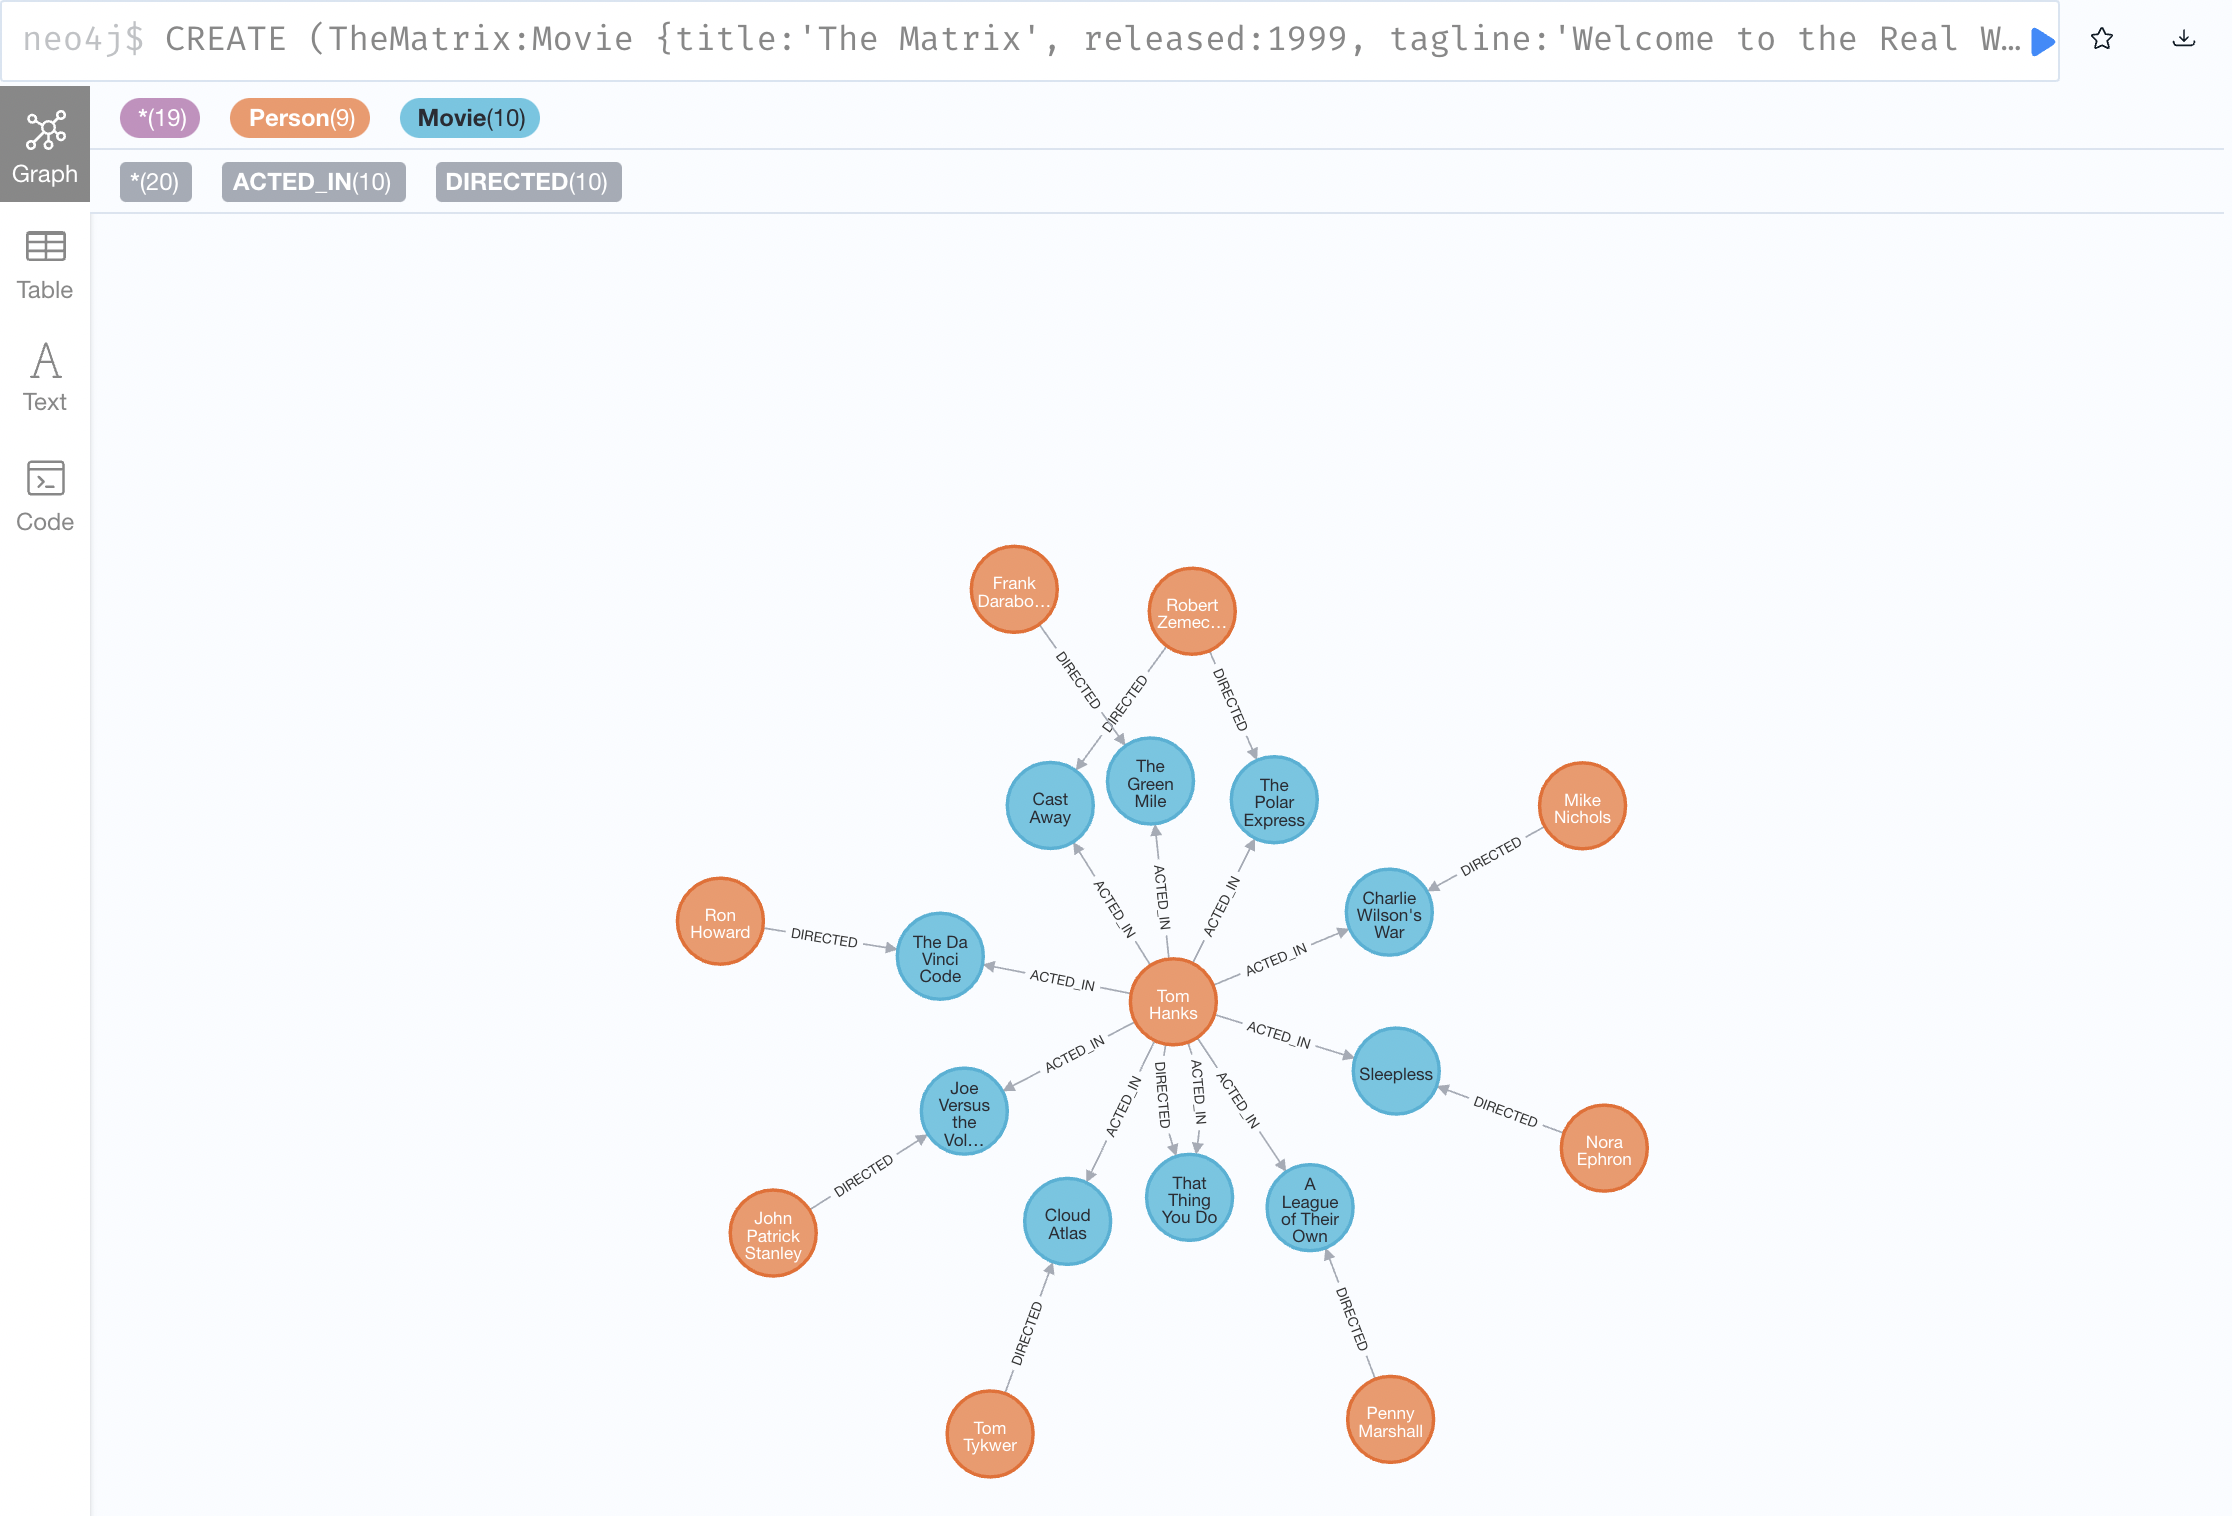 neo4j$ CREATE (TheMatrix:Movie {title:'The Matrix', released:1999, tagline:'Welcome to the Real W…
*(19) Person(9) Movie(10)
*(20) ACTED_IN(10) DIRECTED(10)
Graph
Table
Text
Code
Frank
Darabo…
Robert
Zemec…
DIRECTED
DIRECTED
DIRECTED
The
Green
Mile
Cast
Away
The
Polar
Express
Mike
Nichols
DIRECTED
ACTED_IN
ACTED_IN
ACTED_IN
Charlie
Wilson's
War
Ron
Howard
DIRECTED
The Da
Vinci
Code
ACTED_IN
ACTED_IN
Tom
Hanks
ACTED_IN
ACTED_IN
Sleepless
DIRECTED
Nora
Ephron
Joe
Versus
the
Vol…
ACTED_IN
DIRECTED
ACTED_IN
ACTED_IN
DIRECTED
John
Patrick
Stanley
Cloud
Atlas
That
Thing
You Do
A
League
of Their
Own
DIRECTED
DIRECTED
Tom
Tykwer
Penny
Marshall